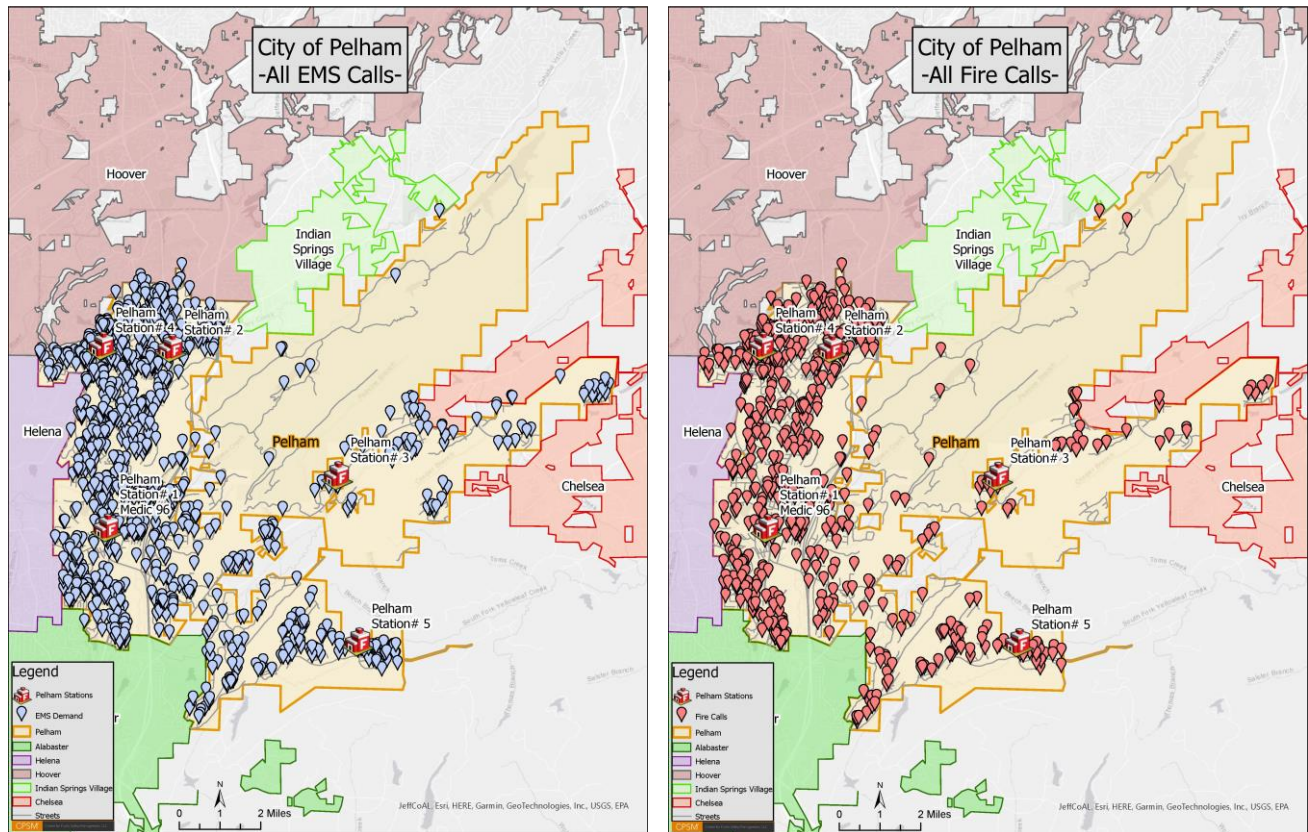 City of Pelham
-All EMS Calls-
Hoover
Indian
Springs
Village
Pelham
Station# 4
Pelham
Station# 2
Helena
Pelham
Pelham
Station# 3
Pelham
Station# 1
Medic 96
Chelsea
Pelham
Station# 5
Legend
Pelham Stations
EMS Demand
Pelham
Alabaster
Helena
Hoover
Indian Springs Village
Chelsea
Streets
CPSM
N
0 1 2 Miles
JeffCoAL, Esri, HERE, Garmin, GeoTechnologies, Inc., USGS, EPA
City of Pelham
-All Fire Calls-
Hoover
Indian
Springs
Village
Pelham
Station# 4
Pelham
Station# 2
Helena
Pelham
Pelham
Station# 3
Pelham
Station# 1
Medic 96
Chelsea
Pelham
Station# 5
Legend
Pelham Stations
Fire Calls
Pelham
Alabaster
Helena
Hoover
Indian Springs Village
Chelsea
Streets
CPSM
N
0 1 2 Miles
JeffCoAL, Esri, HERE, Garmin, GeoTechnologies, Inc., USGS, EPA